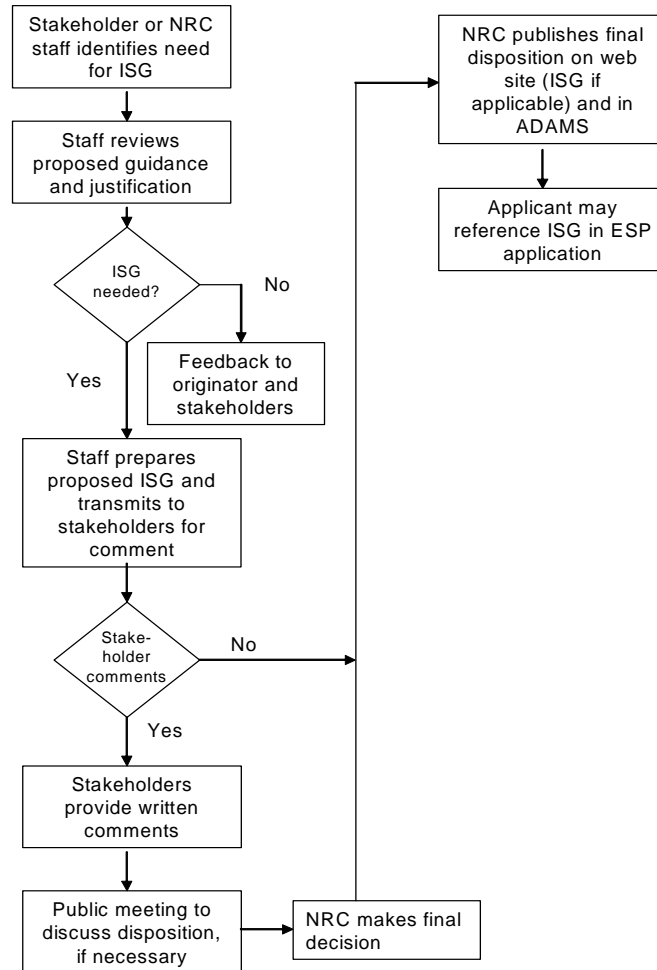 Stakeholder or NRC
staff identifies need
for ISG
Staff reviews
proposed guidance
and justification
ISG
needed?
No
Yes
Feedback to
originator and
stakeholders
Staff prepares
proposed ISG and
transmits to
stakeholders for
comment
Stake-
holder
comments
No
Yes
Stakeholders
provide written
comments
Public meeting to
discuss disposition,
if necessary
NRC makes final
decision
NRC publishes final
disposition on web
site (ISG if
applicable) and in
ADAMS
Applicant may
reference ISG in ESP
application